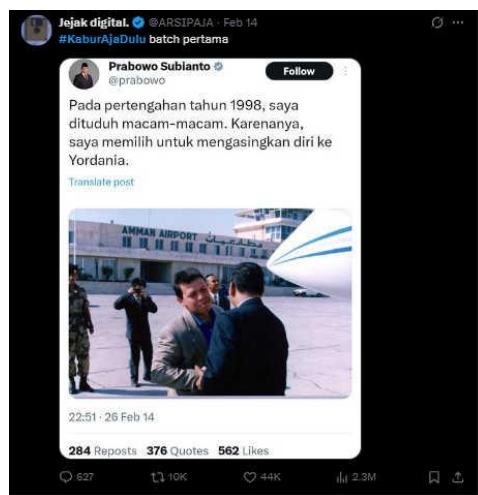 Jejak digital. @ARSIPAJA · Feb 14
#KaburAjaDulu batch pertama
Prabowo Subianto
@prabowo
Follow
Pada pertengahan tahun 1998, saya
dituduh macam-macam. Karenanya,
saya memilih untuk mengasingkan diri ke
Yordania.
Translate post
AMMAN AIRPORT
22:51 · 26 Feb 14
284 Reposts 376 Quotes 562 Likes
627 10K 44K 2.3M